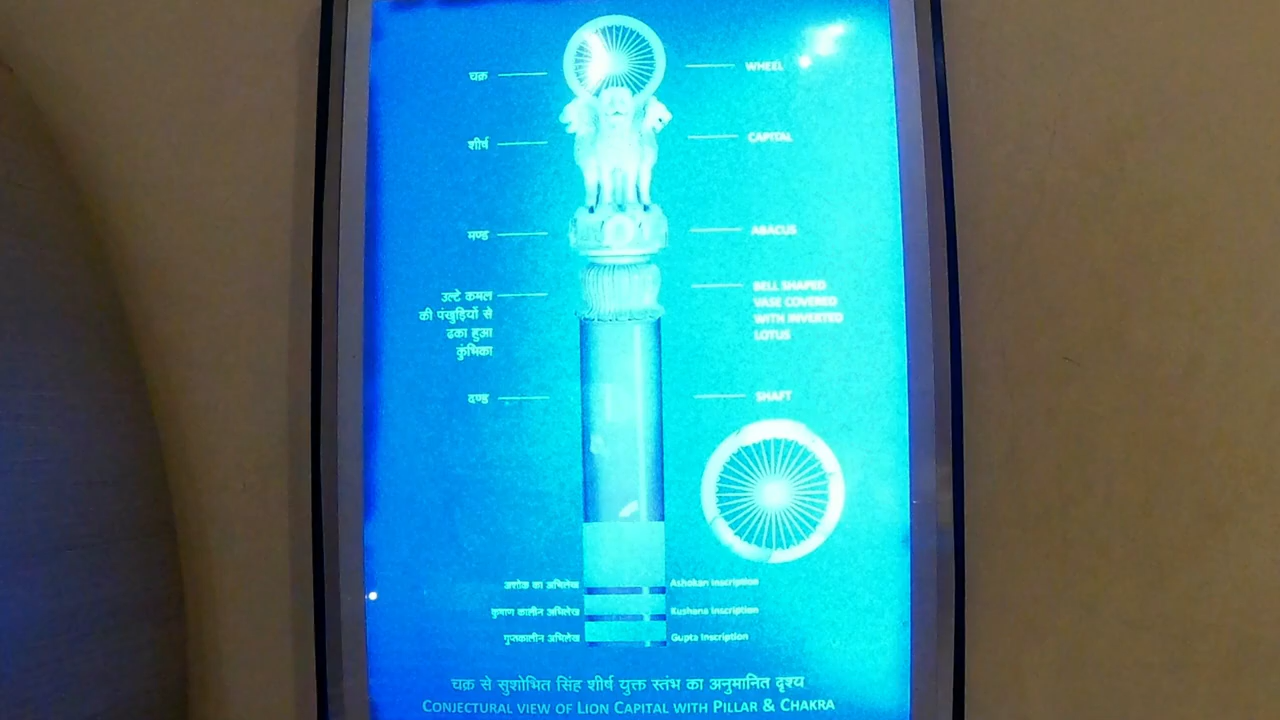 चक्र
WHEEL
शीर्ष
CAPITAL
मण्ड
ABACUS
उल्टे कमल
की पंखुड़ियों से
ढका हुआ
कुंभिका
BELL SHAPED
VASE COVERED
WITH INVERTED
LOTUS
दण्ड
SHAFT
अशोक का अभिलेख
Ashokan Inscription
कुषाण कालीन अभिलेख
Kushana Inscription
गुप्तकालीन अभिलेख
Gupta Inscription
चक्र से सुशोभित सिंह शीर्ष युक्त स्तंभ का अनुमानित दृश्य
CONJECTURAL VIEW OF LION CAPITAL WITH PILLAR & CHAKRA